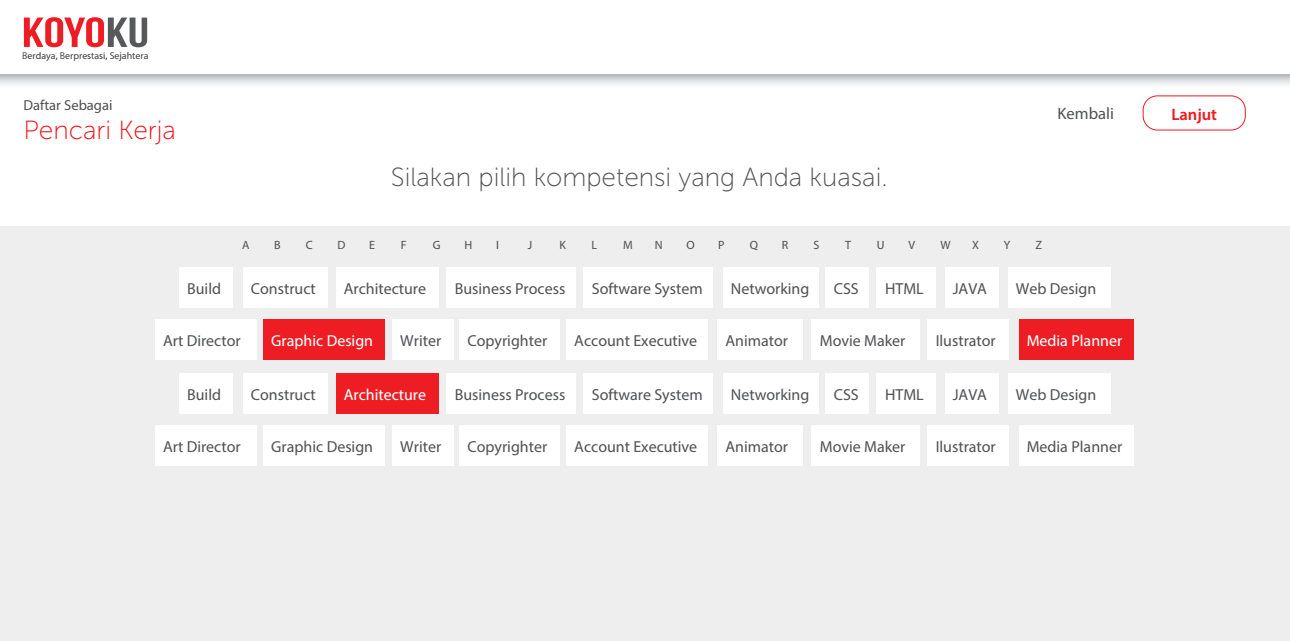 KOYOKU
Berdaya, Berprestasi, Sejahtera
Daftar Sebagai
Pencari Kerja
Kembali Lanjut
Silakan pilih kompetensi yang Anda kuasai.
A B C D E F G H I J K L M N O P Q R S T U V W X Y Z
Build Construct Architecture Business Process Software System Networking CSS HTML JAVA Web Design
Art Director Graphic Design Writer Copyrighter Account Executive Animator Movie Maker Ilustrator Media Planner
Build Construct Architecture Business Process Software System Networking CSS HTML JAVA Web Design
Art Director Graphic Design Writer Copyrighter Account Executive Animator Movie Maker Ilustrator Media Planner